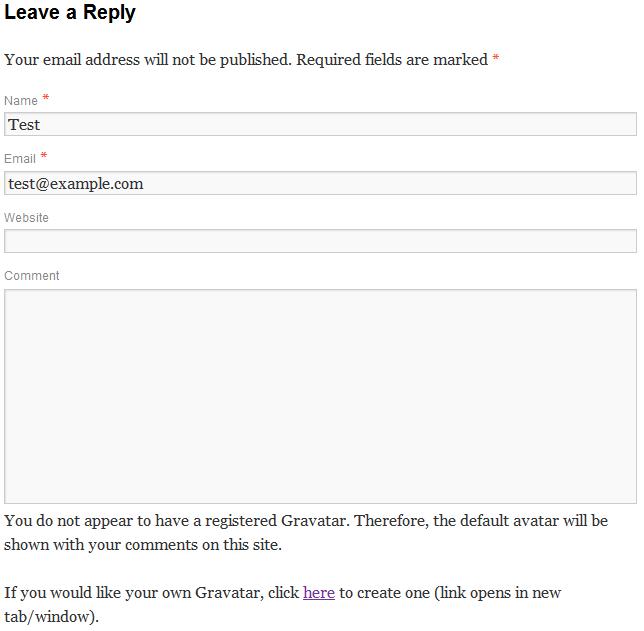 Leave a Reply
Your email address will not be published. Required fields are marked *
Name *
Test
Email *
test@example.com
Website
Comment
You do not appear to have a registered Gravatar. Therefore, the default avatar will be
shown with your comments on this site.
If you would like your own Gravatar, click here to create one (link opens in new
tab/window).